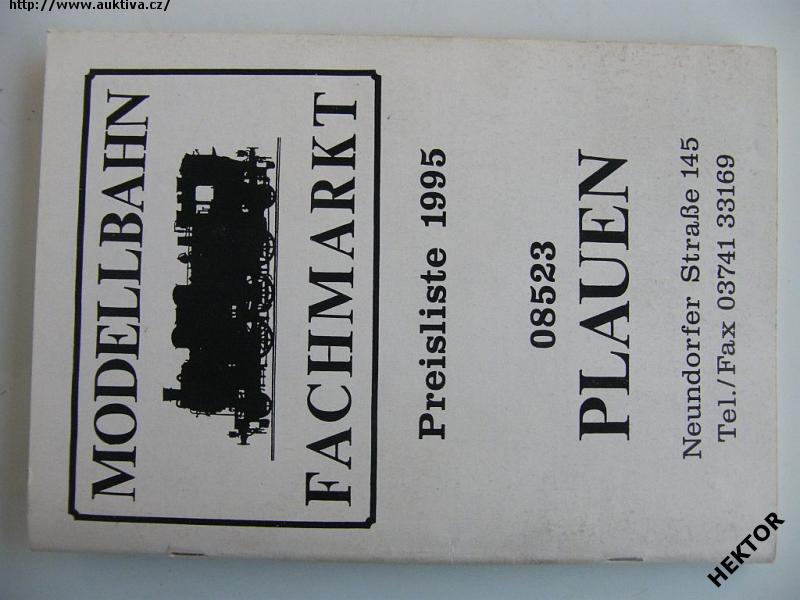 http://www.auktiva.cz/
MODELLBAHN
FACHMARKT
Preisliste 1995
08523
PLAUEN
Neundorfer Straße 145
Tel./Fax 03741 33169
HEKTOR